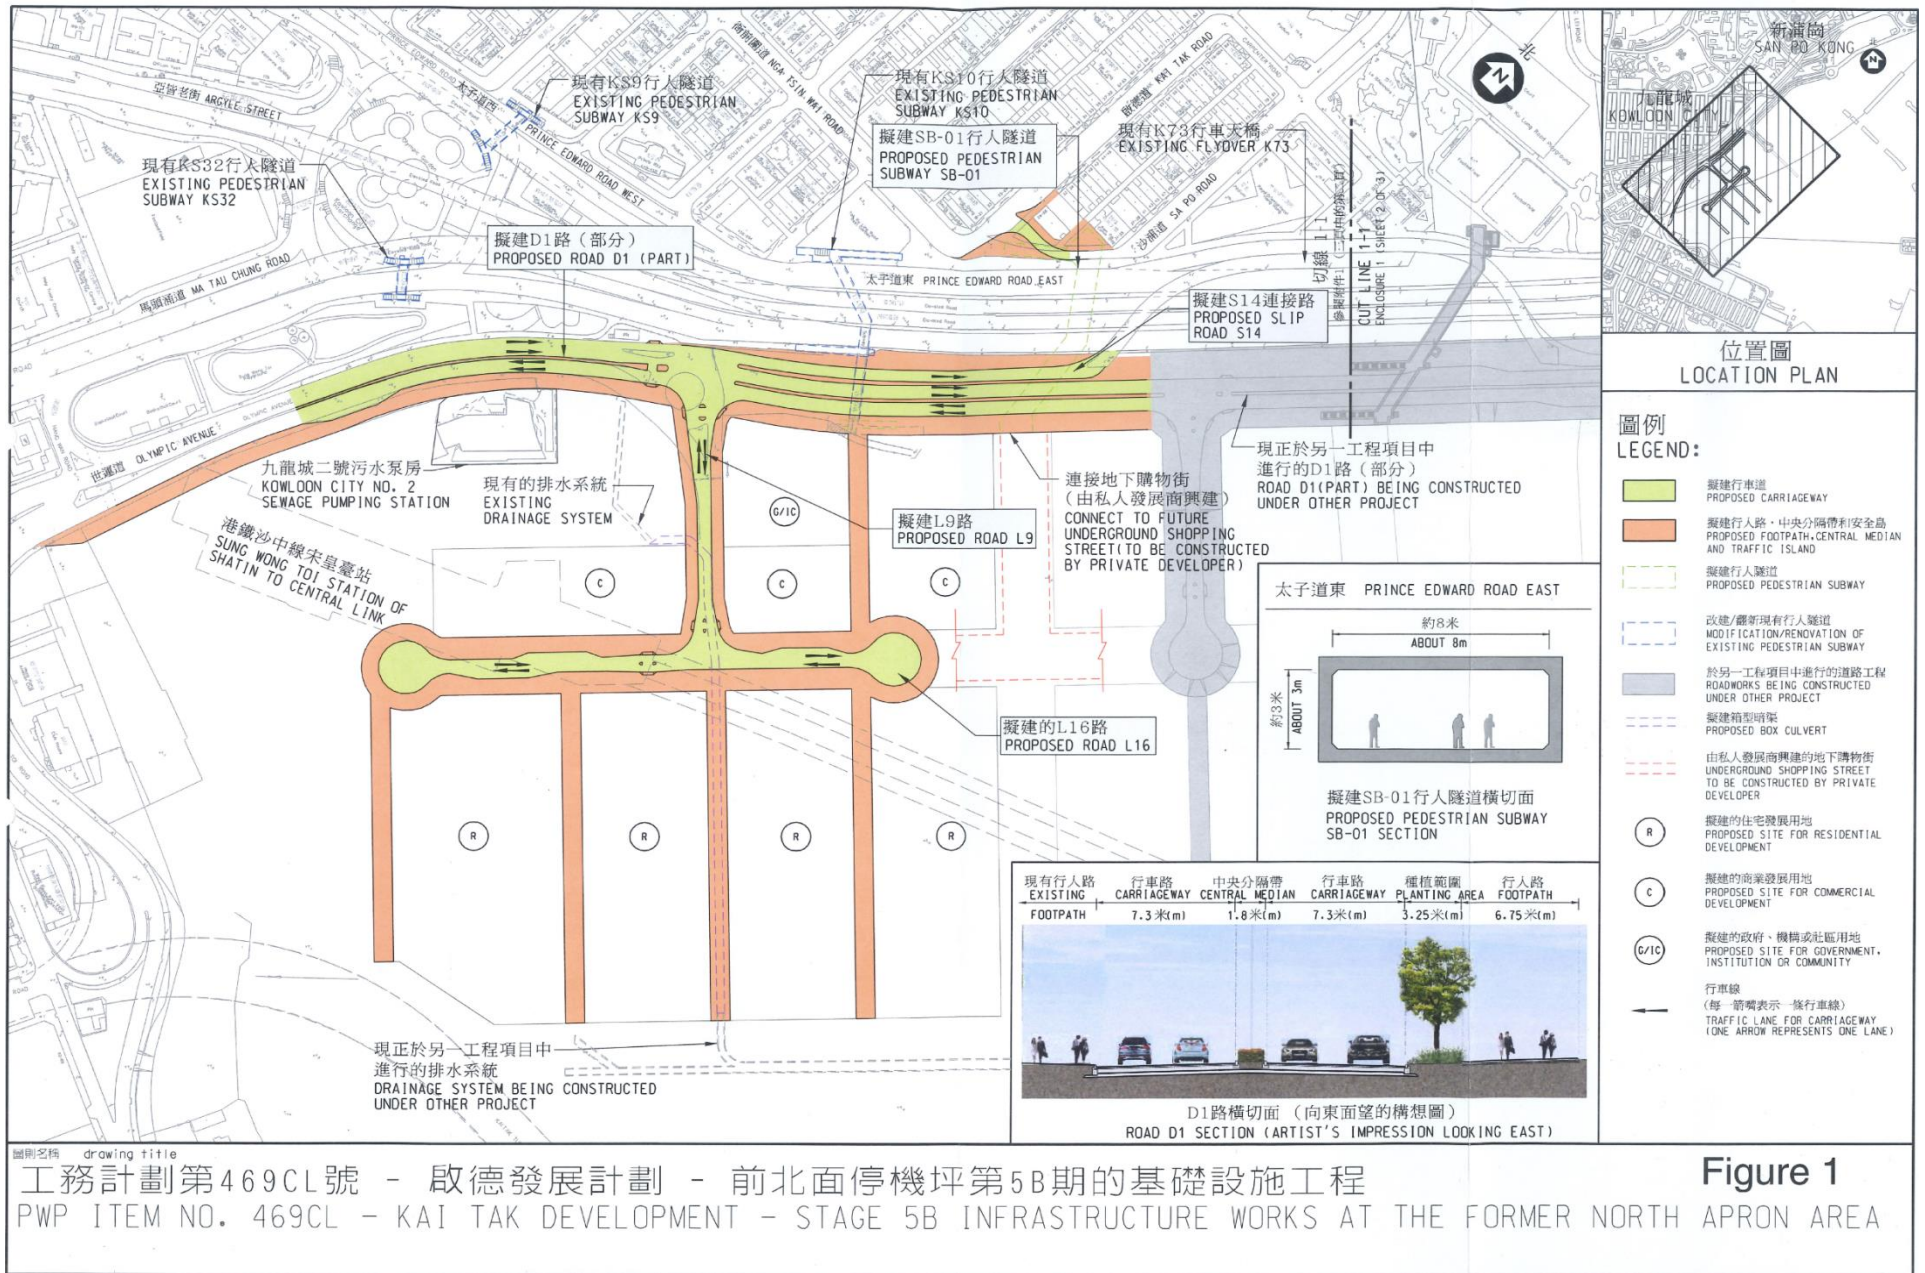 亞皆老街 ARGYLE STREET
太子道西
PRINCE EDWARD ROAD WEST
衙前圍道 NGA TSIN WAI ROAD
啟德道 KAI TAK ROAD
現有KS9行人隧道
EXISTING PEDESTRIAN
SUBWAY KS9
現有KS10行人隧道
EXISTING PEDESTRIAN
SUBWAY KS10
擬建SB-01行人隧道
PROPOSED PEDESTRIAN
SUBWAY SB-01
現有K73行車天橋
EXISTING FLYOVER K73
北
N
現有KS32行人隧道
EXISTING PEDESTRIAN
SUBWAY KS32
沙浦道 SA PO ROAD
擬建D1路（部分）
PROPOSED ROAD D1 (PART)
馬頭涌道 MA TAU CHUNG ROAD
太子道東 PRINCE EDWARD ROAD EAST
切線 1-1
CUT LINE 1-1
ENCLOSURE 1 (SHEET 2 OF 3)
擬建S14連接路
PROPOSED SLIP
ROAD S14
OLYMPIC AVENUE
世運道 OLYMPIC AVENUE
九龍城二號污水泵房
KOWLOON CITY NO. 2
SEWAGE PUMPING STATION
現有的排水系統
EXISTING
DRAINAGE SYSTEM
港鐵沙中線宋皇臺站
SUNG WONG TOI STATION OF
SHATIN TO CENTRAL LINK
G/IC
擬建L9路
PROPOSED ROAD L9
連接地下購物街
（由私人發展商興建）
CONNECT TO FUTURE
UNDERGROUND SHOPPING
STREET(TO BE CONSTRUCTED
BY PRIVATE DEVELOPER)
現正於另一工程項目中
進行的D1路（部分）
ROAD D1(PART) BEING CONSTRUCTED
UNDER OTHER PROJECT
C
C
C
擬建的L16路
PROPOSED ROAD L16
R
R
R
R
現正於另一工程項目中
進行的排水系統
DRAINAGE SYSTEM BEING CONSTRUCTED
UNDER OTHER PROJECT
太子道東 PRINCE EDWARD ROAD EAST
約8米
ABOUT 8m
約3米
ABOUT 3m
擬建SB-01行人隧道橫切面
PROPOSED PEDESTRIAN SUBWAY
SB-01 SECTION
現有行人路 行車路 中央分隔帶 行車路 種植範圍 行人路
EXISTING CARRIAGEWAY CENTRAL MEDIAN CARRIAGEWAY PLANTING AREA FOOTPATH
FOOTPATH 7.3米(m) 1.8米(m) 7.3米(m) 3.25米(m) 6.75米(m)
D1路橫切面 （向東面望的構想圖）
ROAD D1 SECTION (ARTIST'S IMPRESSION LOOKING EAST)
新蒲崗
SAN PO KONG
北
N
九龍城
KOWLOON CITY
位置圖
LOCATION PLAN
圖例
LEGEND:
擬建行車道
PROPOSED CARRIAGEWAY
擬建行人路，中央分隔帶和安全島
PROPOSED FOOTPATH,CENTRAL MEDIAN
AND TRAFFIC ISLAND
擬建行人隧道
PROPOSED PEDESTRIAN SUBWAY
改建/翻新現有行人隧道
MODIFICATION/RENOVATION OF
EXISTING PEDESTRIAN SUBWAY
於另一工程項目中進行的道路工程
ROADWORKS BEING CONSTRUCTED
UNDER OTHER PROJECT
擬建箱型暗渠
PROPOSED BOX CULVERT
由私人發展商興建的地下購物街
UNDERGROUND SHOPPING STREET
TO BE CONSTRUCTED BY PRIVATE
DEVELOPER
R
擬建的住宅發展用地
PROPOSED SITE FOR RESIDENTIAL
DEVELOPMENT
C
擬建的商業發展用地
PROPOSED SITE FOR COMMERCIAL
DEVELOPMENT
G/IC
擬建的政府、機構或社區用地
PROPOSED SITE FOR GOVERNMENT,
INSTITUTION OR COMMUNITY
行車線
(每一箭嘴表示一條行車線)
TRAFFIC LANE FOR CARRIAGEWAY
(ONE ARROW REPRESENTS ONE LANE)
圖則名稱 drawing title
工務計劃第469CL號 - 啟德發展計劃 - 前北面停機坪第5B期的基礎設施工程
Figure 1
PWP ITEM NO. 469CL - KAI TAK DEVELOPMENT - STAGE 5B INFRASTRUCTURE WORKS AT THE FORMER NORTH APRON AREA